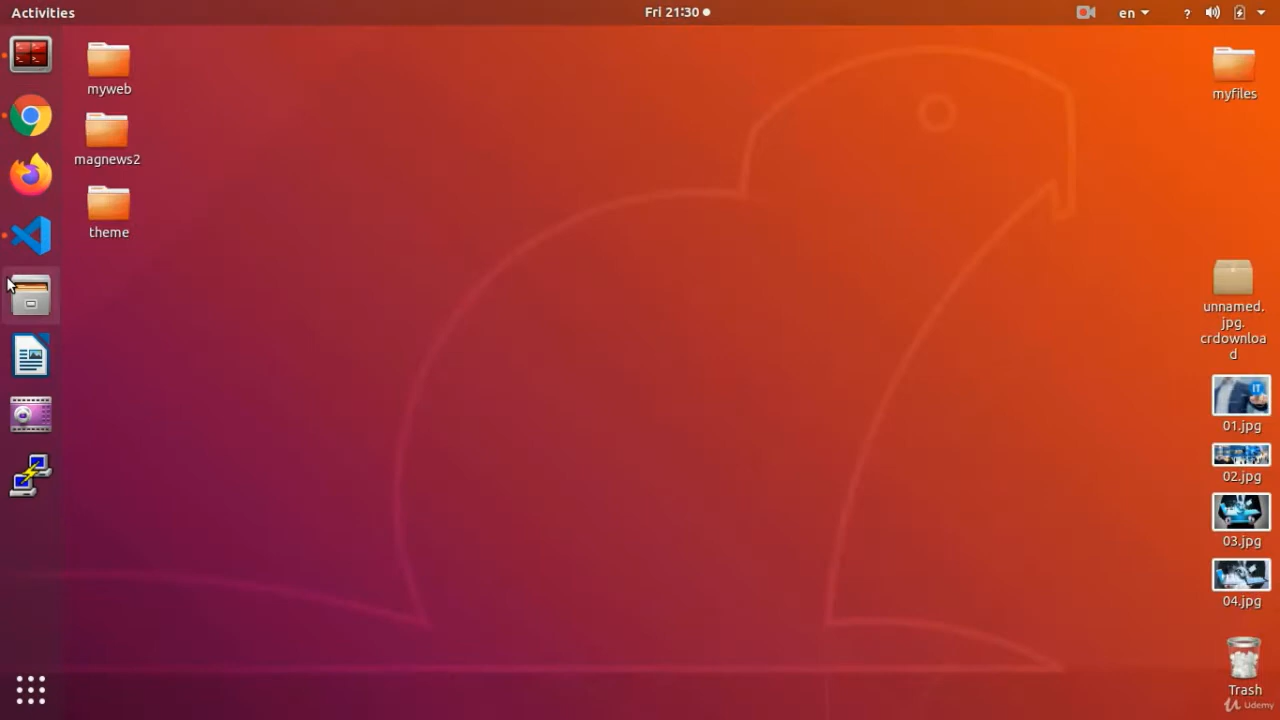 Activities
Fri 21:30
en
?
myweb
magnews2
theme
myfiles
unnamed.
jpg.
crdownloa
d
IT
01.jpg
02.jpg
03.jpg
04.jpg
Trash
Udemy